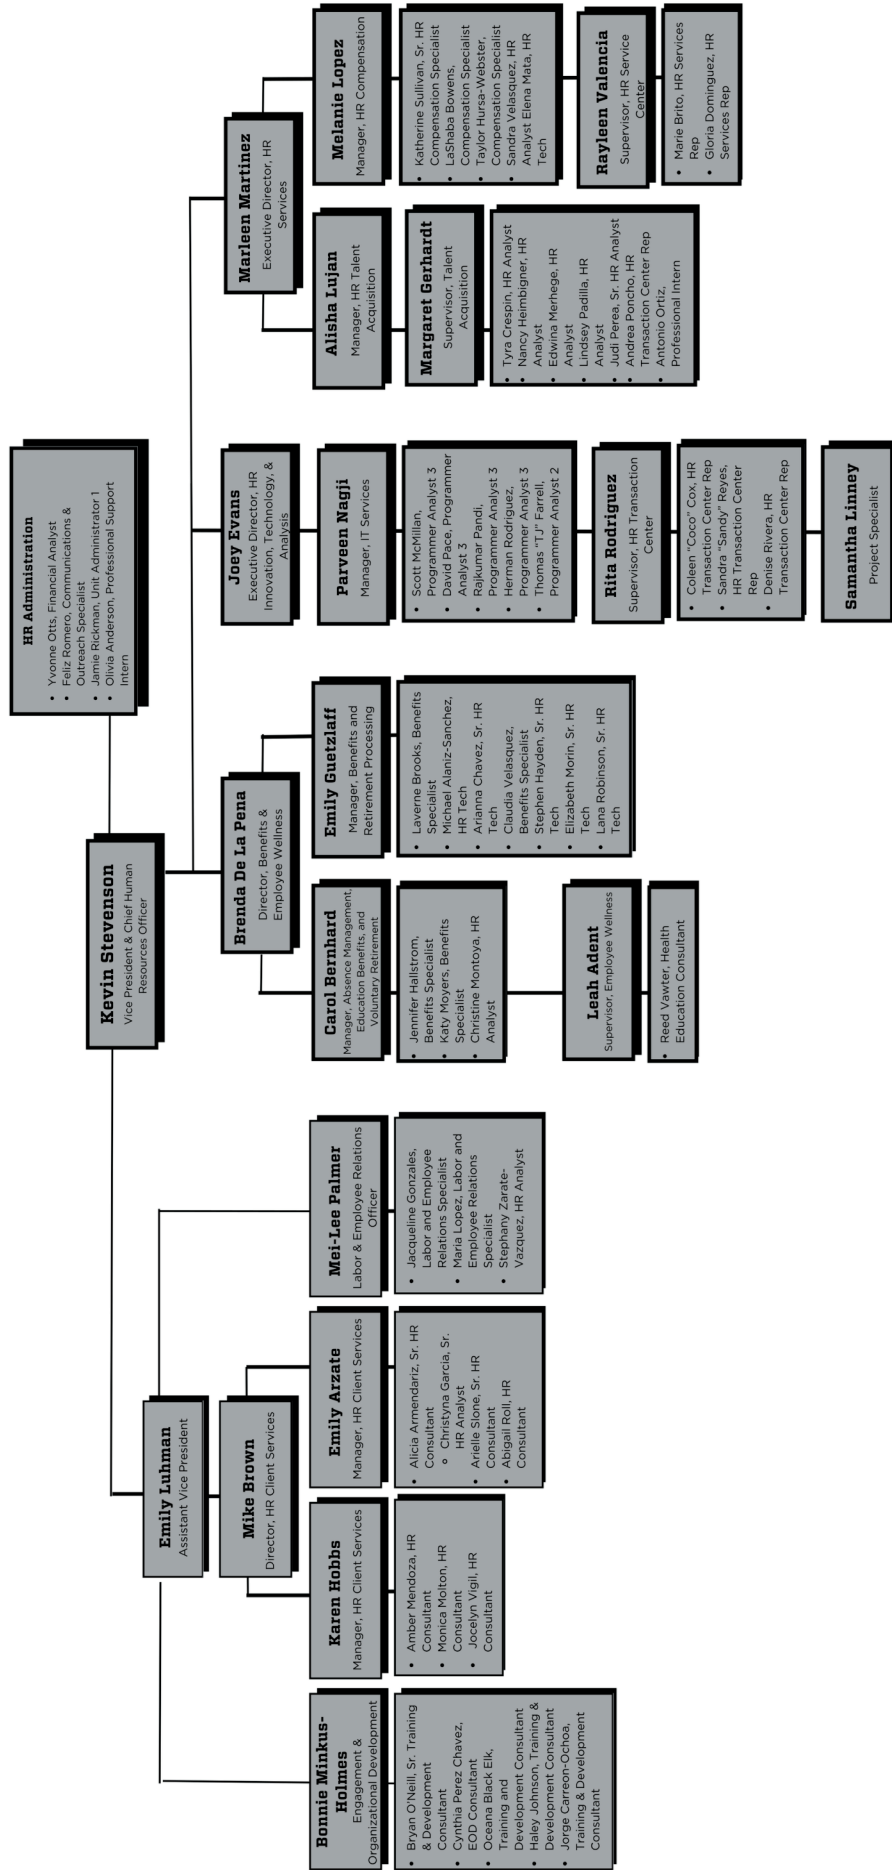 HR Administration
• Yvonne Otts, Financial Analyst
• Feliz Romero, Communications &
Outreach Specialist
• Jamie Rickman, Unit Administrator 1
• Olivia Anderson, Professional Support
Intern
Kevin Stevenson
Vice President & Chief Human
Resources Officer
Emily Luhman
Assistant Vice President
Mike Brown
Director, HR Client Services
Bonnie Minkus-
Holmes
Engagement &
Organizational Development
• Bryan O'Neill, Sr. Training
& Development
Consultant
• Cynthia Perez Chavez,
EOD Consultant
• Oceana Black Elk,
Training and
Development Consultant
• Haley Johnson, Training &
Development Consultant
• Jorge Carreon-Ochoa,
Training & Development
Consultant
Karen Hobbs
Manager, HR Client Services
• Amber Mendoza, HR
Consultant
• Monica Molton, HR
Consultant
• Jocelyn Vigil, HR
Consultant
Emily Arzate
Manager, HR Client Services
• Alicia Armendariz, Sr. HR
Consultant
○ Christyna Garcia, Sr.
HR Analyst
• Arielle Slone, Sr. HR
Consultant
• Abigail Roll, HR
Consultant
Mei-Lee Palmer
Labor & Employee Relations
Officer
• Jacqueline Gonzales,
Labor and Employee
Relations Specialist
• Maria Lopez, Labor and
Employee Relations
Specialist
• Stephany Zarate-
Vazquez, HR Analyst
Brenda De La Pena
Director, Benefits &
Employee Wellness
Carol Bernhard
Manager, Absence Management,
Education Benefits, and
Voluntary Retirement
• Jennifer Hallstrom,
Benefits Specialist
• Katy Moyers, Benefits
Specialist
• Christine Montoya, HR
Analyst
Leah Adent
Supervisor, Employee Wellness
• Reed Vawter, Health
Education Consultant
Emily Guetzlaff
Manager, Benefits and
Retirement Processing
• Laverne Brooks, Benefits
Specialist
• Michael Alaniz-Sanchez,
HR Tech
• Arianna Chavez, Sr. HR
Tech
• Claudia Velasquez,
Benefits Specialist
• Stephen Hayden, Sr. HR
Tech
• Elizabeth Morin, Sr. HR
Tech
• Lana Robinson, Sr. HR
Tech
Joey Evans
Executive Director, HR
Innovation, Technology, &
Analysis
Parveen Nagji
Manager, IT Services
• Scott McMillan,
Programmer Analyst 3
• David Pace, Programmer
Analyst 3
• Rajkumar Pandi,
Programmer Analyst 3
• Herman Rodriguez,
Programmer Analyst 3
• Thomas "TJ" Farrell,
Programmer Analyst 2
Rita Rodriguez
Supervisor, HR Transaction
Center
• Coleen "Coco" Cox, HR
Transaction Center Rep
• Sandra "Sandy" Reyes,
HR Transaction Center
Rep
• Denise Rivera, HR
Transaction Center Rep
Samantha Linney
Project Specialist
Marleen Martinez
Executive Director, HR
Services
Alisha Lujan
Manager, HR Talent
Acquisition
Margaret Gerhardt
Supervisor, Talent
Acquisition
• Tyra Crespin, HR Analyst
• Nancy Heimbigner, HR
Analyst
• Edwina Merhege, HR
Analyst
• Lindsey Padilla, HR
Analyst
• Judi Perea, Sr. HR Analyst
• Andrea Poncho, HR
Transaction Center Rep
• Antonio Ortiz,
Professional Intern
Melanie Lopez
Manager, HR Compensation
• Katherine Sullivan, Sr. HR
Compensation Specialist
• LaShaba Bowens,
Compensation Specialist
• Taylor Hursa-Webster,
Compensation Specialist
• Sandra Velasquez, HR
Analyst Elena Mata, HR
Tech
Rayleen Valencia
Supervisor, HR Service
Center
• Marie Brito, HR Services
Rep
• Gloria Dominguez, HR
Services Rep